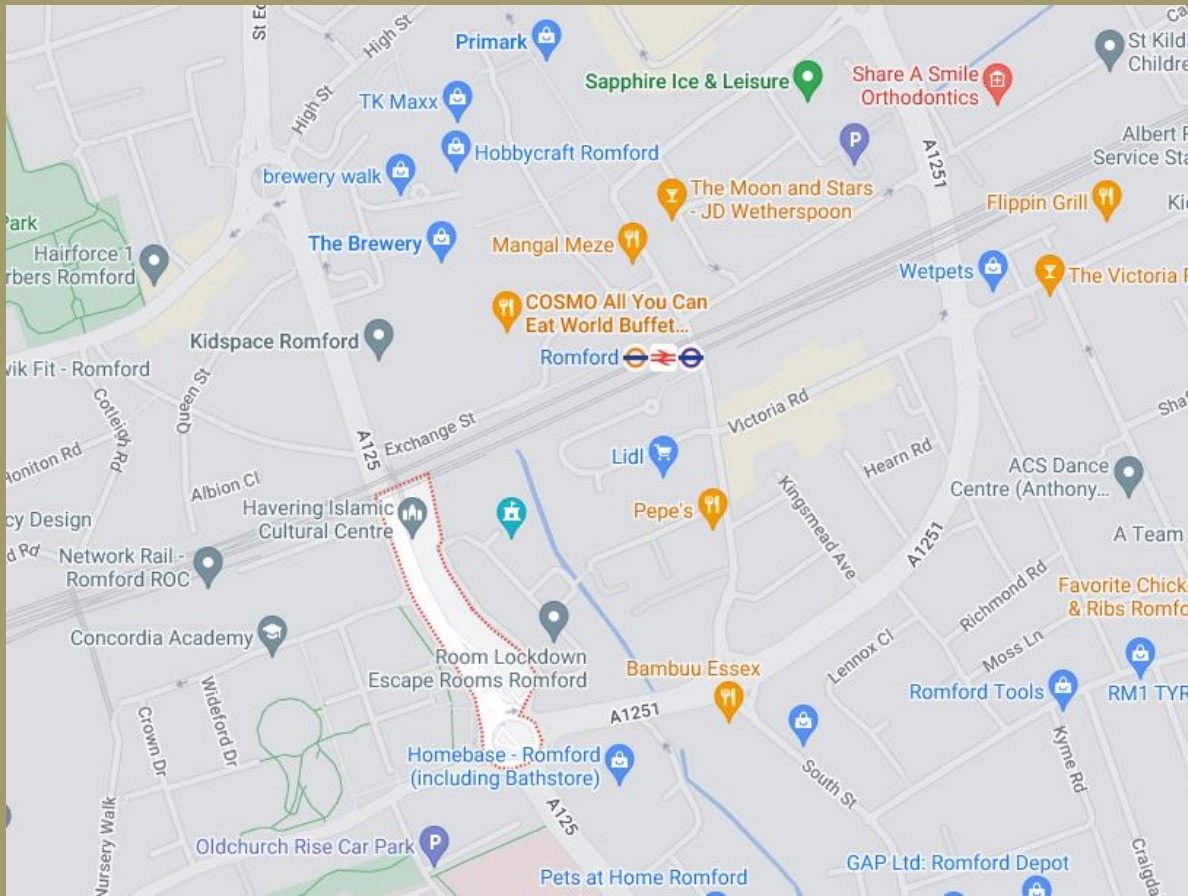 St Ed
High St
Primark
St Kild
Childre
Sapphire Ice & Leisure
Share A Smile
Orthodontics
TK Maxx
High St
P
A1251
Albert
Service Sta
Hobbycraft Romford
brewery walk
The Moon and Stars
- JD Wetherspoon
Flippin Grill
Park
The Brewery
Mangal Meze
Hairforce 1
rbers Romford
Wetpets
The Victoria
COSMO All You Can
Eat World Buffet...
Kidspace Romford
Romford
wik Fit - Romford
Queen St
Cotleigh Rd
Victoria Rd
A125
Exchange St
Honiton Rd
Lidl
Hearn Rd
ACS Dance
Centre (Anthony...
Albion Cl
Kingsmead Ave
Havering Islamic
Cultural Centre
Pepe's
cy Design
A1251
A Team
Network Rail -
Romford ROC
Richmond Rd
Favorite Chick
& Ribs Romfo
Concordia Academy
Room Lockdown
Escape Rooms Romford
Bambuu Essex
Lennox Cl
Moss Ln
Romford Tools
RM1 TYR
Crown Dr
Wideford Dr
A1251
Homebase - Romford
(including Bathstore)
South St
Kyme Rd
Nursery Walk
A125
Oldchurch Rise Car Park
P
Pets at Home Romford
GAP Ltd: Romford Depot
Craigda